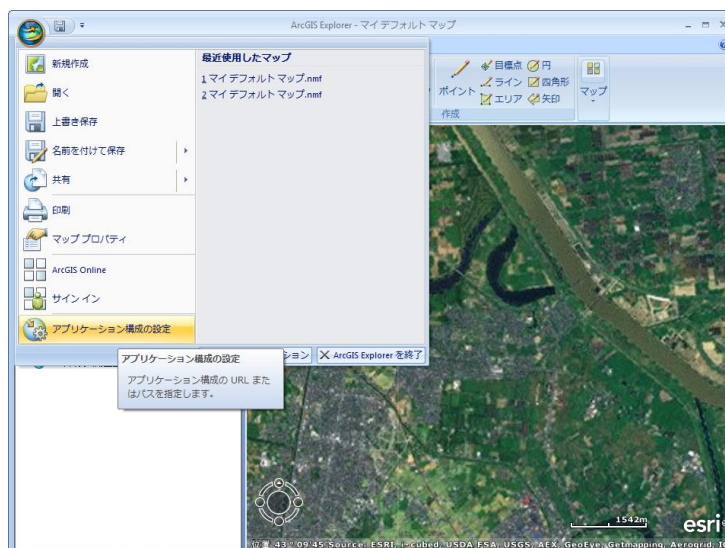 ArcGIS Explorer - マイ デフォルト マップ
新規作成
開く
上書き保存
名前を付けて保存
共有
印刷
マップ プロパティ
ArcGIS Online
サイン イン
アプリケーション構成の設定
最近使用したマップ
1 マイ デフォルト マップ.nmf
2 マイ デフォルト マップ.nmf
ション
ArcGIS Explorer を終了
アプリケーション構成の設定
アプリケーション構成の URL また
はパスを指定します。
ポイント
目標点
円
ライン
四角形
エリア
矢印
作成
マップ
1542m
esri
位置 43°09'45 Source: ESRI, i-cubed, USDA FSA, USGS, AEX, GeoEye, Getmapping, Aerogrid, I